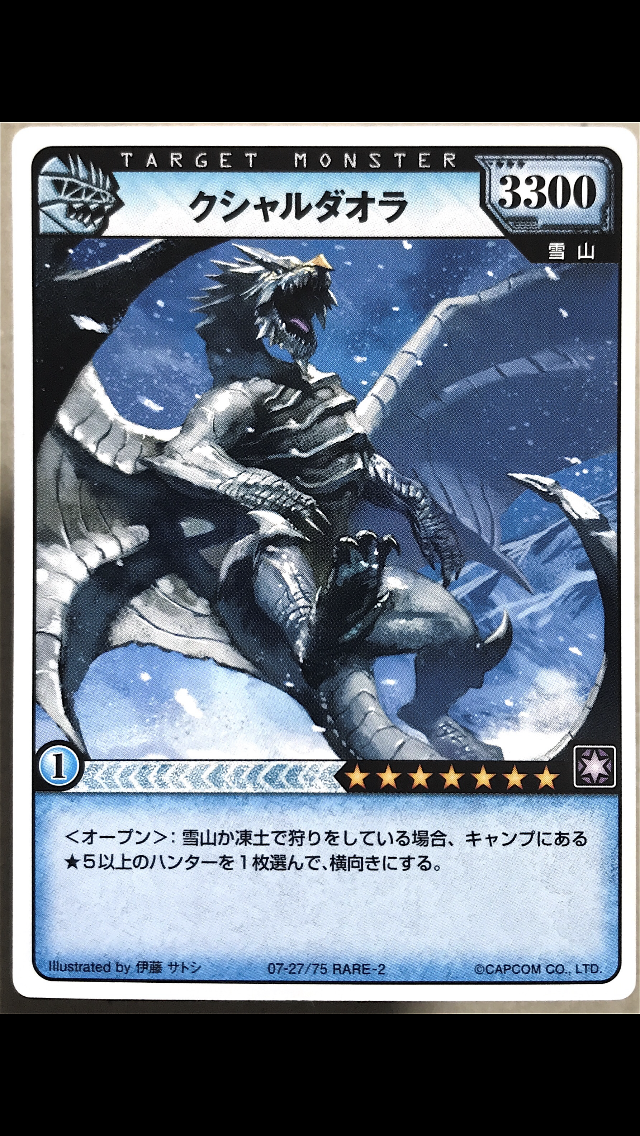 TARGET MONSTER
クシャルダオラ
3300
雪山
1
★★★★★★★
＜オープン＞：雪山か凍土で狩りをしている場合、キャンプにある
★5以上のハンターを1枚選んで、横向きにする。
Illustrated by 伊藤 サトシ 07-27/75 RARE-2 ©CAPCOM CO., LTD.